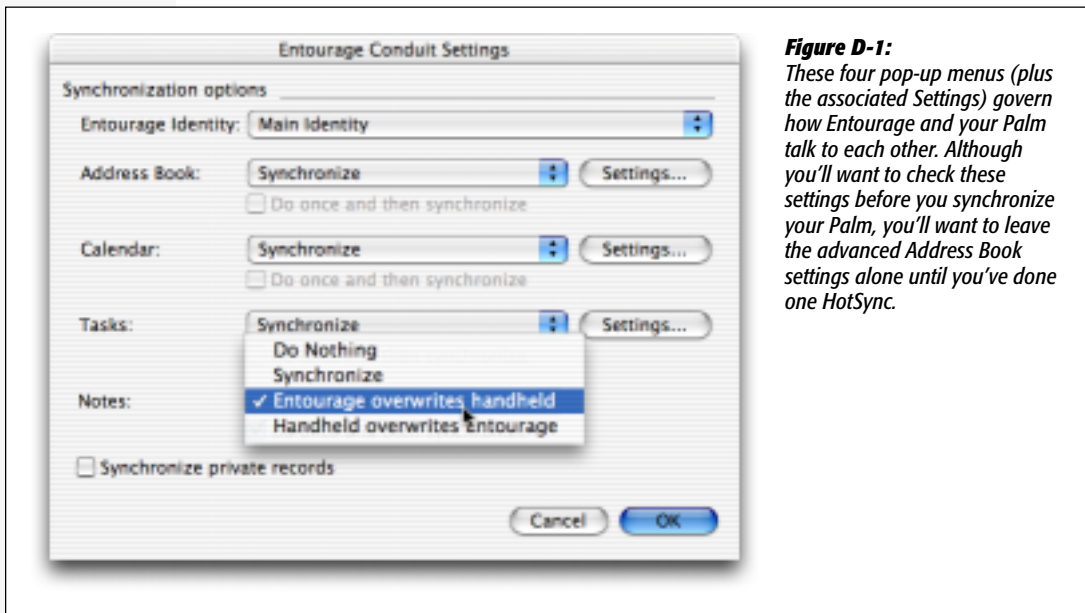 Entourage Conduit Settings
Synchronization options
Entourage Identity: Main Identity
Address Book: Synchronize Settings...
Do once and then synchronize
Calendar: Synchronize Settings...
Do once and then synchronize
Tasks: Synchronize Settings...
Do Nothing
Synchronize
Notes: ✓ Entourage overwrites handheld
Handheld overwrites Entourage
Synchronize private records
Cancel OK
Figure D-1:
These four pop-up menus (plus
the associated Settings) govern
how Entourage and your Palm
talk to each other. Although
you’ll want to check these
settings before you synchronize
your Palm, you’ll want to leave
the advanced Address Book
settings alone until you’ve done
one HotSync.